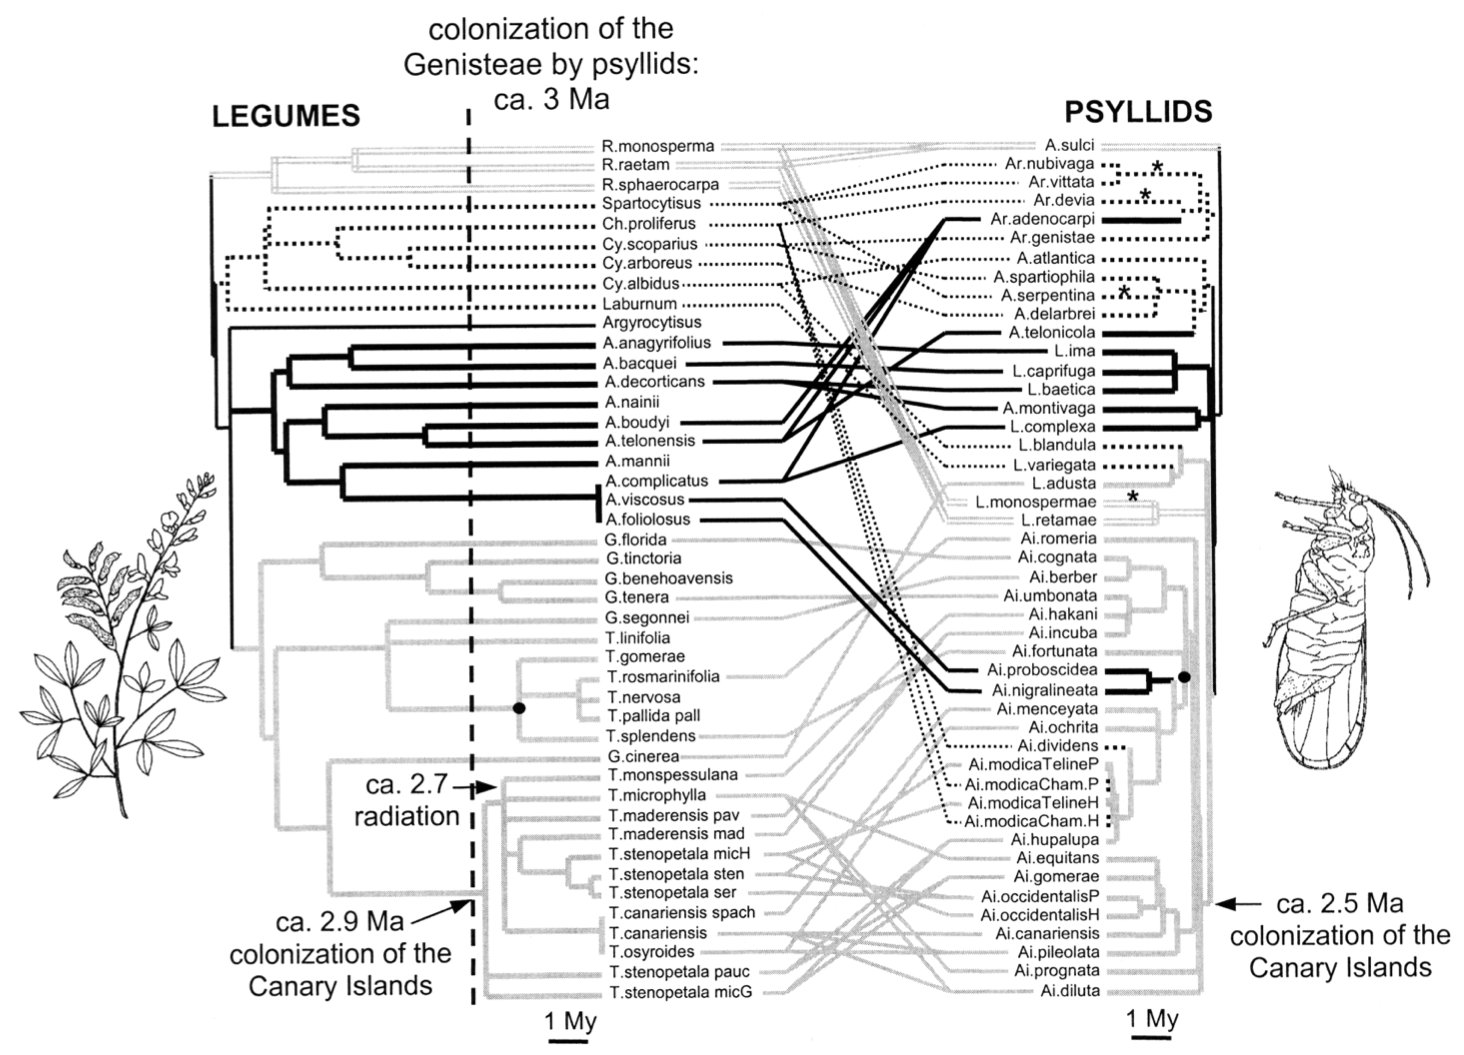 colonization of the
Genisteae by psyllids:
ca. 3 Ma
LEGUMES
PSYLLIDS
R.monosperma
R.raetam
R.sphaerocarpa
Spartocytisus
Ch.proliferus
Cy.scoparius
Cy.arboreus
Cy.albidus
Laburnum
Argyrocytisus
A.anagyrifolius
A.bacquei
A.decorticans
A.nainii
A.boudyi
A.telonensis
A.mannii
A.complicatus
A.viscosus
A.foliolosus
G.florida
G.tinctoria
G.benehoavensis
G.tenera
G.segonnei
T.linifolia
T.gomerae
T.rosmarinifolia
T.nervosa
T.pallida pall
T.splendens
G.cinerea
T.monspessulana
T.microphylla
T.maderensis pav
T.maderensis mad
T.stenopetala micH
T.stenopetala sten
T.stenopetala ser
T.canariensis spach
T.canariensis
T.osyroides
T.stenopetala pauc
T.stenopetala micG
A.sulci
Ar.nubivaga
*
Ar.vittata
Ar.devia
*
Ar.adenocarpi
Ar.genistae
A.atlantica
A.spartiophila
A.serpentina
*
A.delarbrei
A.telonicola
L.ima
L.caprifuga
L.baetica
A.montivaga
L.complexa
L.blandula
L.variegata
L.adusta
L.monospermae
*
L.retamae
Ai.romeria
Ai.cognata
Ai.berber
Ai.umbonata
Ai.hakani
Ai.incuba
Ai.fortunata
Ai.proboscidea
Ai.nigralineata
Ai.menceyata
Ai.ochrita
Ai.dividens
Ai.modicaTelineP
Ai.modicaCham.P
Ai.modicaTelineH
Ai.modicaCham.H
Ai.hupalupa
Ai.equitans
Ai.gomerae
Ai.occidentalisP
Ai.occidentalisH
Ai.canariensis
Ai.pileolata
Ai.prognata
Ai.diluta
ca. 2.7
radiation
ca. 2.9 Ma
colonization of the
Canary Islands
ca. 2.5 Ma
colonization of the
Canary Islands
1 My
1 My